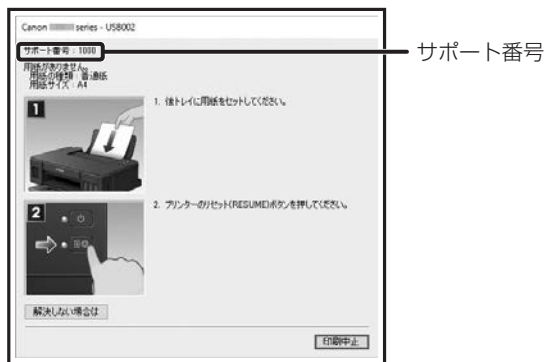 Canon series - USB002
サポート番号 : 1000
サポート番号
用紙がありません。
用紙の種類 : 普通紙
用紙サイズ : A4
1
1. 後トレイに用紙をセットしてください。
2
2. プリンターのリセット(RESUME)ボタンを押してください。
解決しない場合は
印刷中止